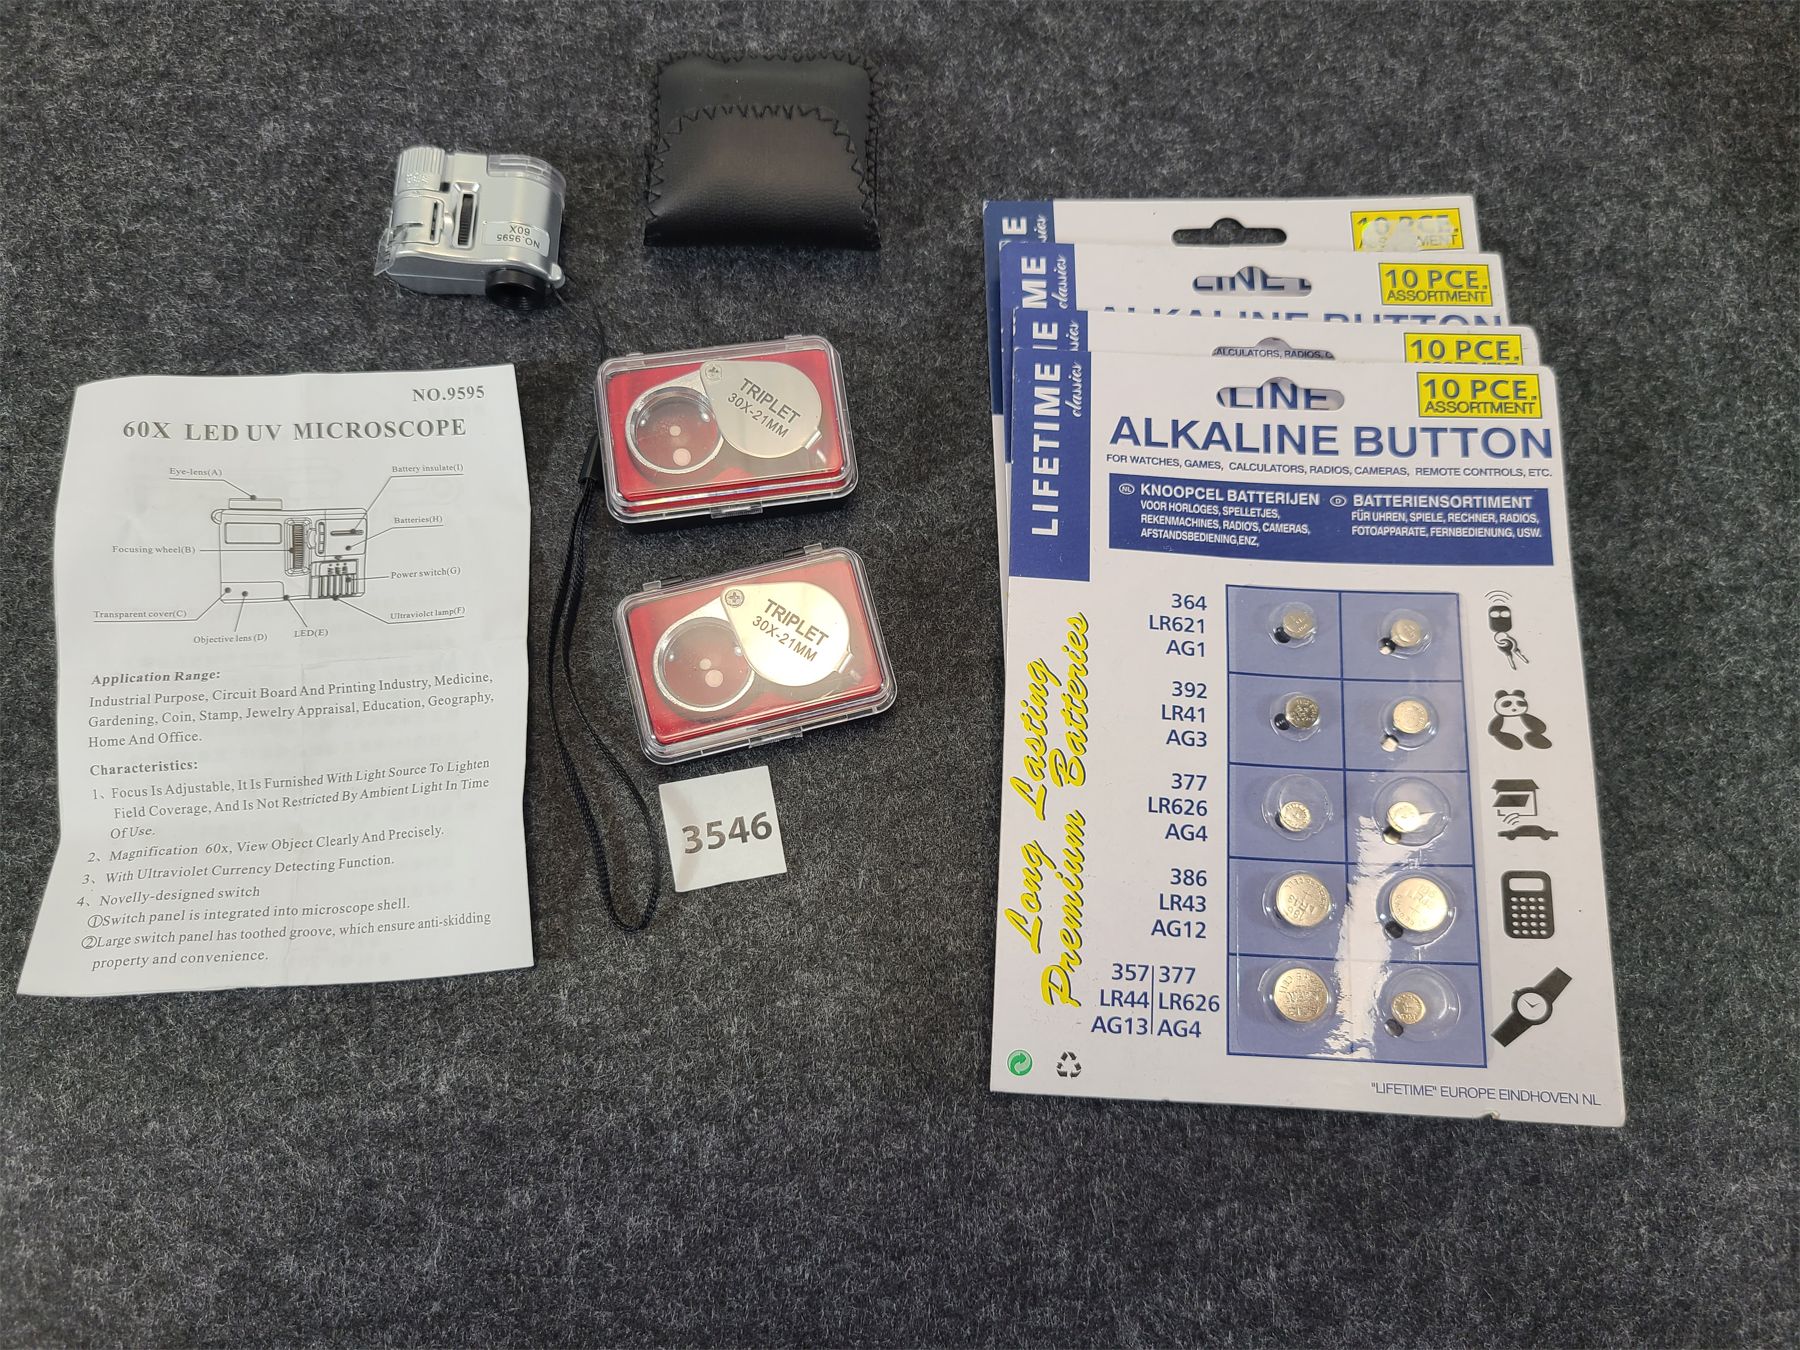 NO.9595
60X
NO.9595
60X LED UV MICROSCOPE
Eye-lens(A)
Battery insulate(I)
Batteries(H)
Focusing wheel(B)
Power switch(G)
Transparent cover(C)
Ultraviolet lamp(F)
Objective lens (D)
LED(E)
Application Range:
Industrial Purpose, Circuit Board And Printing Industry, Medicine,
Gardening, Coin, Stamp, Jewelry Appraisal, Education, Geography,
Home And Office.
Characteristics:
1、Focus Is Adjustable, It Is Furnished With Light Source To Lighten
Field Coverage, And Is Not Restricted By Ambient Light In Time
Of Use.
2、Magnification 60x, View Object Clearly And Precisely.
3、With Ultraviolet Currency Detecting Function.
4、Novelly-designed switch
①Switch panel is integrated into microscope shell.
②Large switch panel has toothed groove, which ensure anti-skidding
property and convenience.
TRIPLET
30X-21MM
TRIPLET
30X-21MM
3546
10 PCE.
ME
classics
10 PCE.
ASSORTMENT
ALKALINE BUTTON
classics
10 PCE.
ALCULATORS, RADIOS, C
LIFETIME
classics
LINE
10 PCE.
ASSORTMENT
ALKALINE BUTTON
FOR WATCHES, GAMES, CALCULATORS, RADIOS, CAMERAS, REMOTE CONTROLS, ETC.
NL KNOOPCEL BATTERIJEN
VOOR HORLOGES, SPELLETJES,
REKENMACHINES, RADIO'S, CAMERAS,
AFSTANDSBEDIENING,ENZ,
D BATTERIENSORTIMENT
FÜR UHREN, SPIELE, RECHNER, RADIOS,
FOTOAPPARATE, FERNBEDIENUNG, USW.
Long Lasting
Premium Batteries
364
LR621
AG1
392
LR41
AG3
377
LR626
AG4
386
LR43
AG12
357 377
LR44 LR626
AG13 AG4
"LIFETIME" EUROPE EINDHOVEN NL